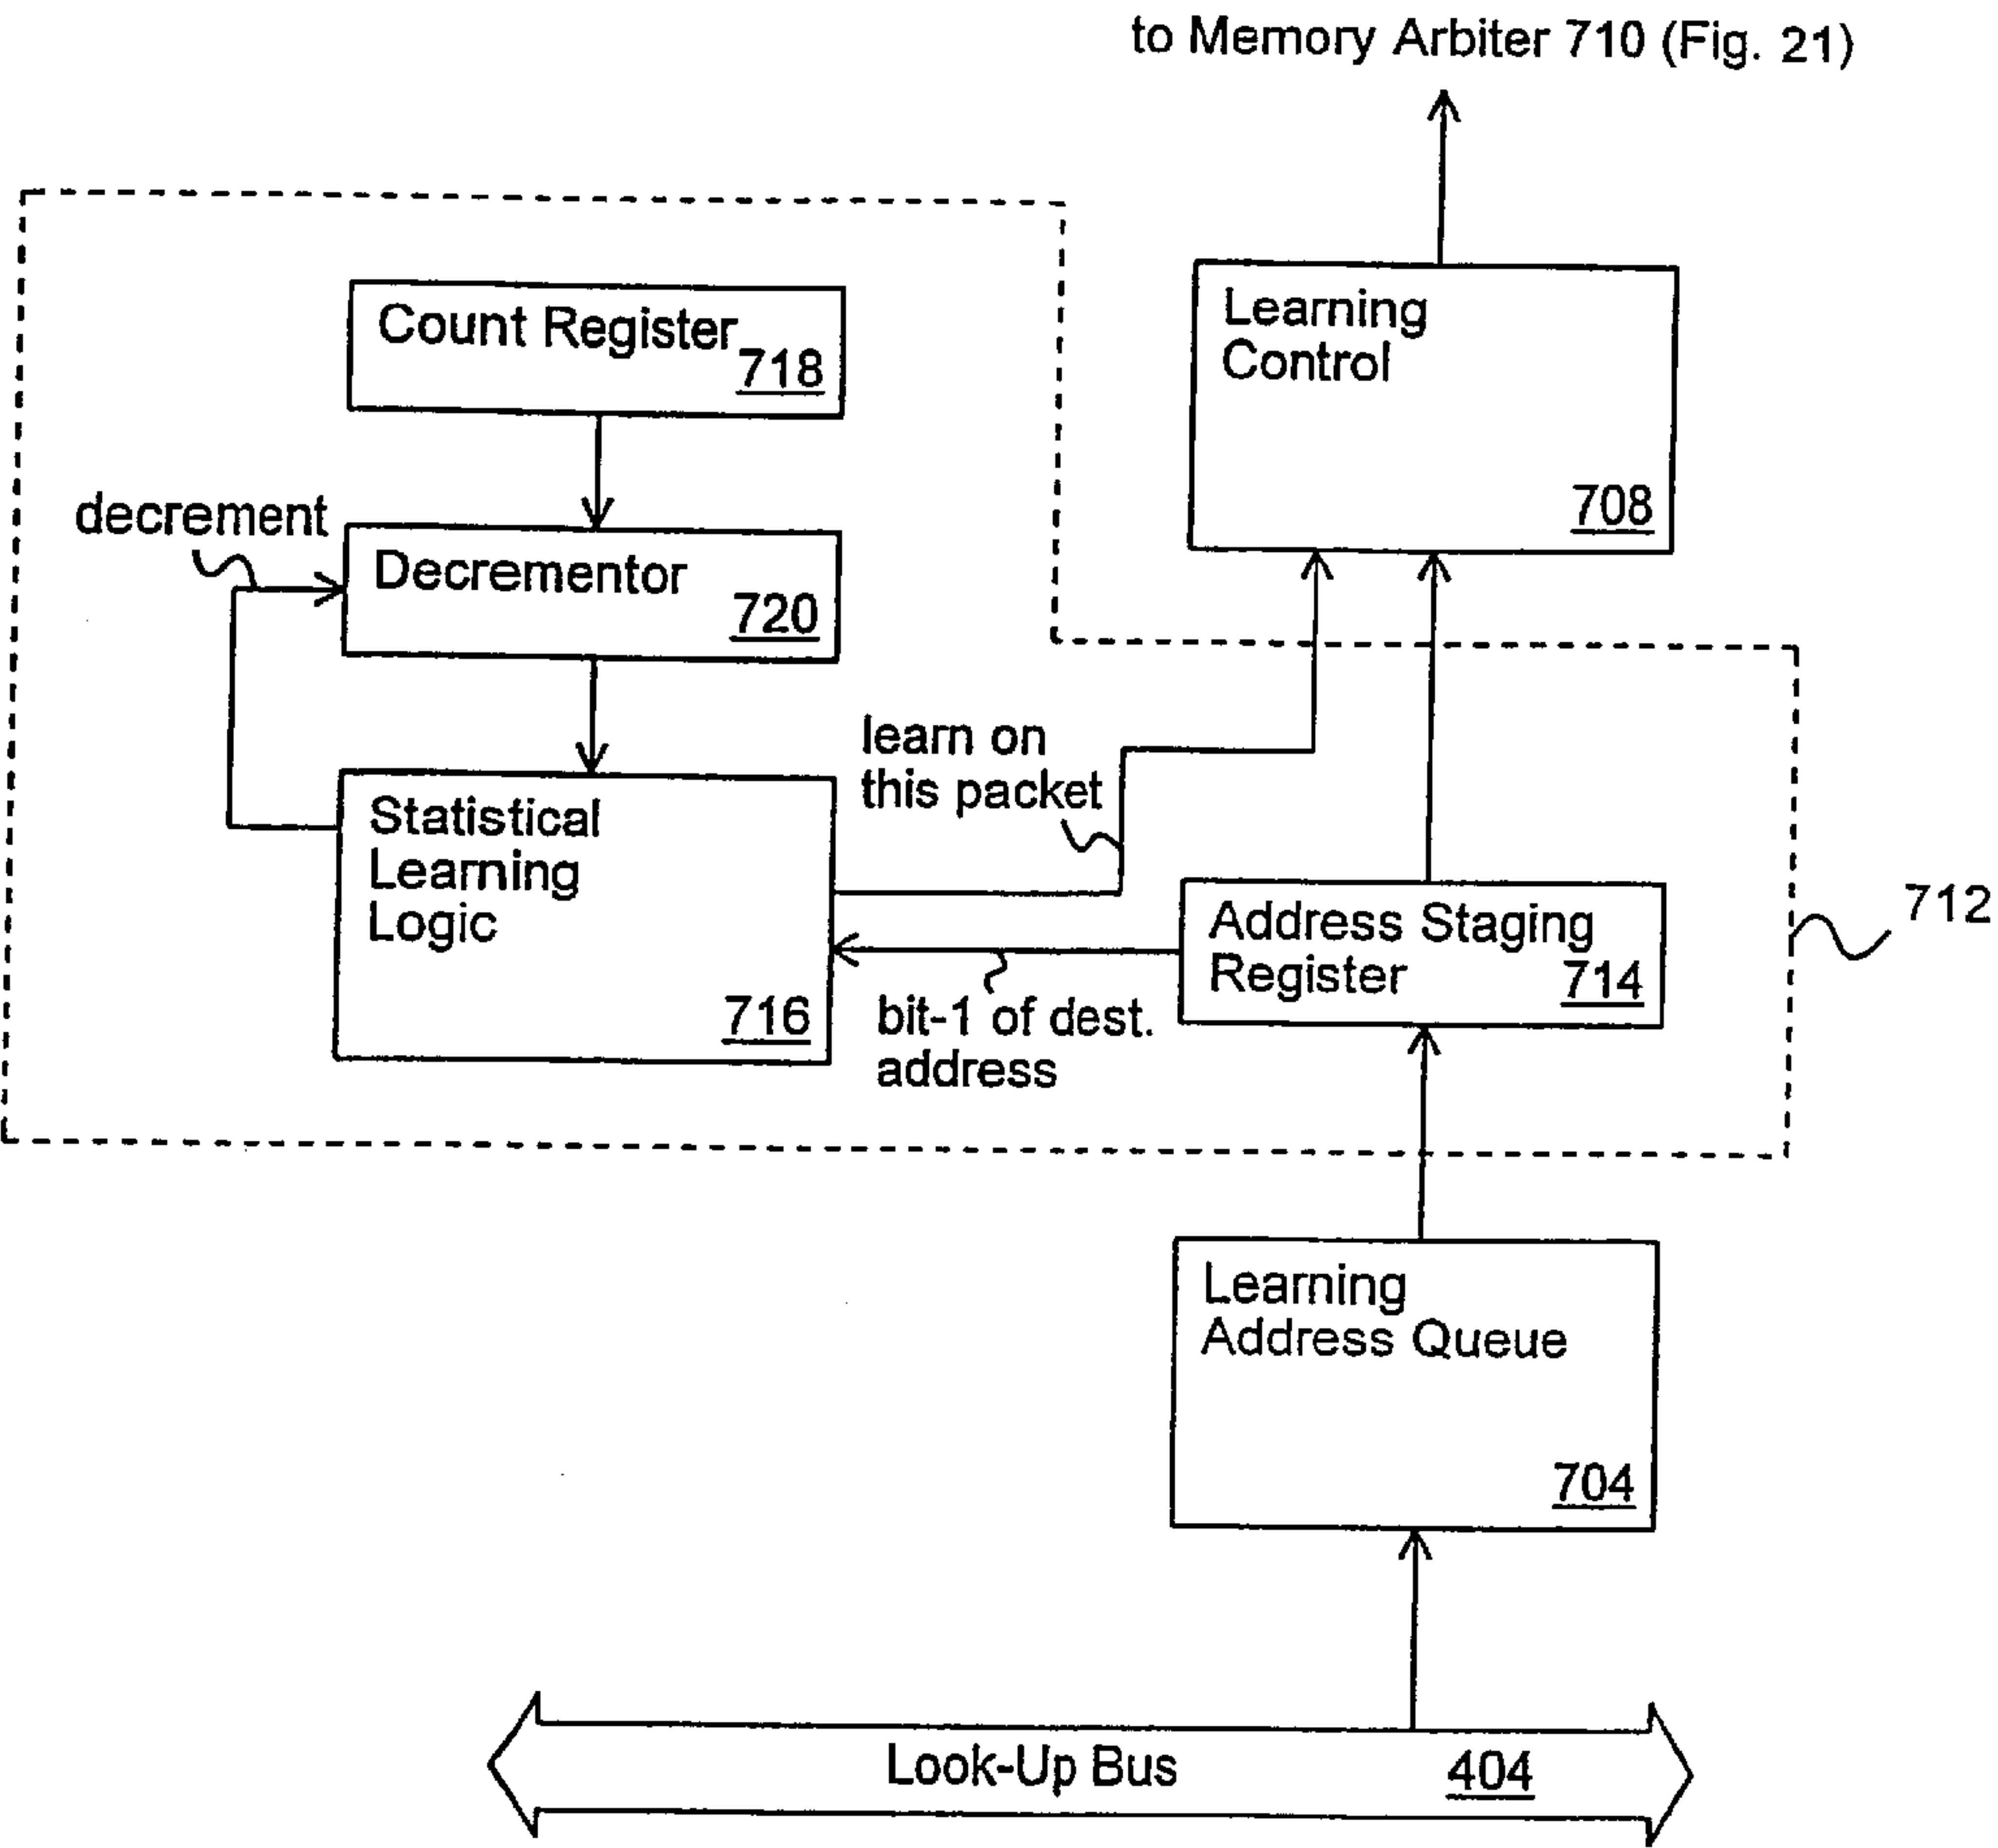 to Memory Arbiter 710 (Fig. 21)
Count Register
718
Learning
Control
708
decrement
Decrementor
720
learn on
this packet
Statistical
Learning
Logic
716
Address Staging
Register
714
712
bit-1 of dest.
address
Learning
Address Queue
704
Look-Up Bus
404